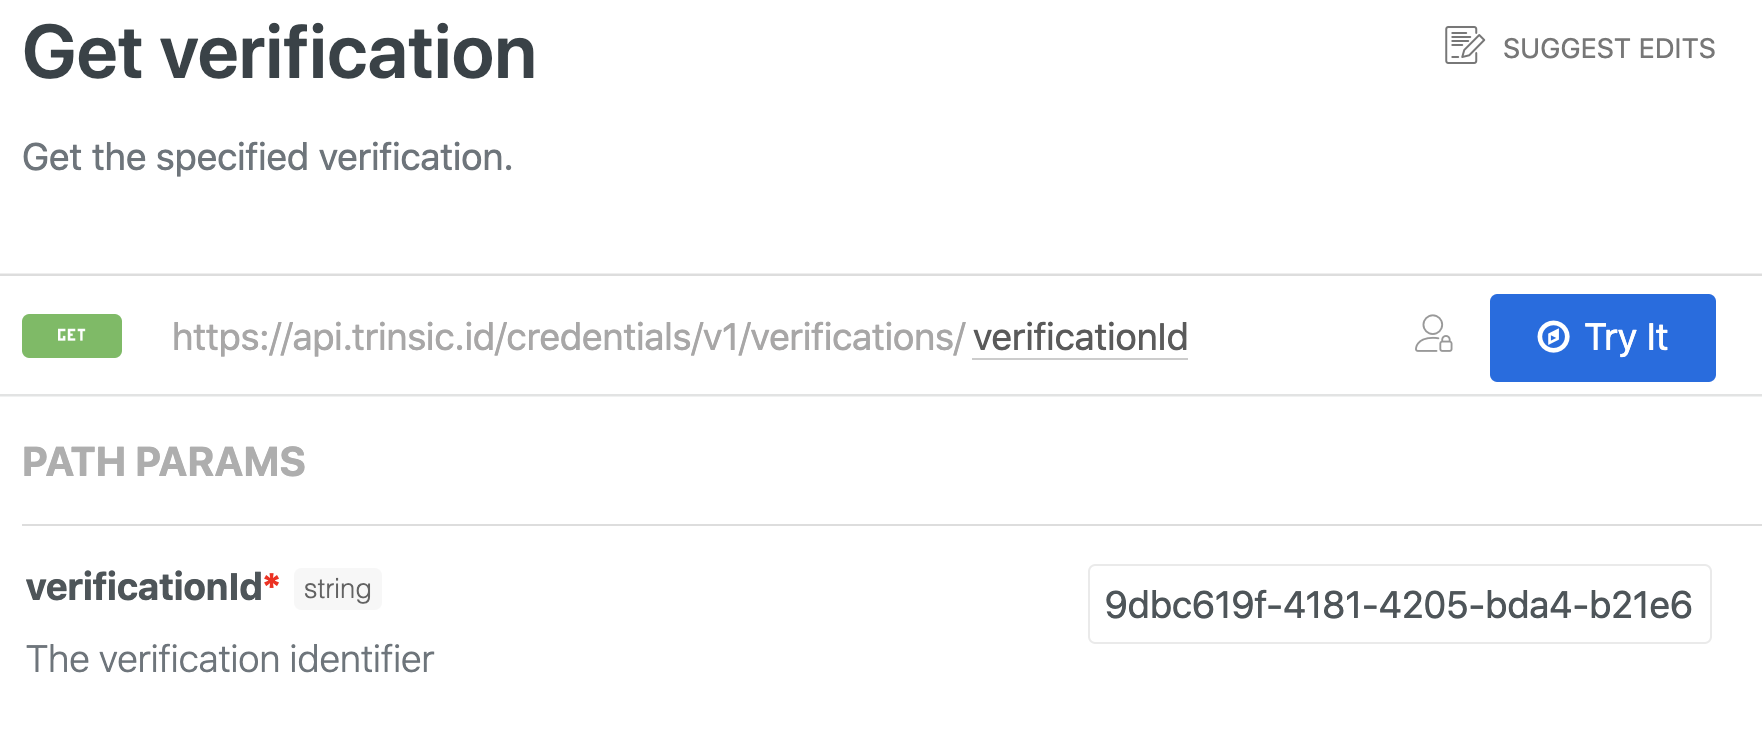 Get verification
SUGGEST EDITS
Get the specified verification.
GET https://api.trinsic.id/credentials/v1/verifications/ verificationId
Try It
PATH PARAMS
verificationId* string
9dbc619f-4181-4205-bda4-b21e6
The verification identifier